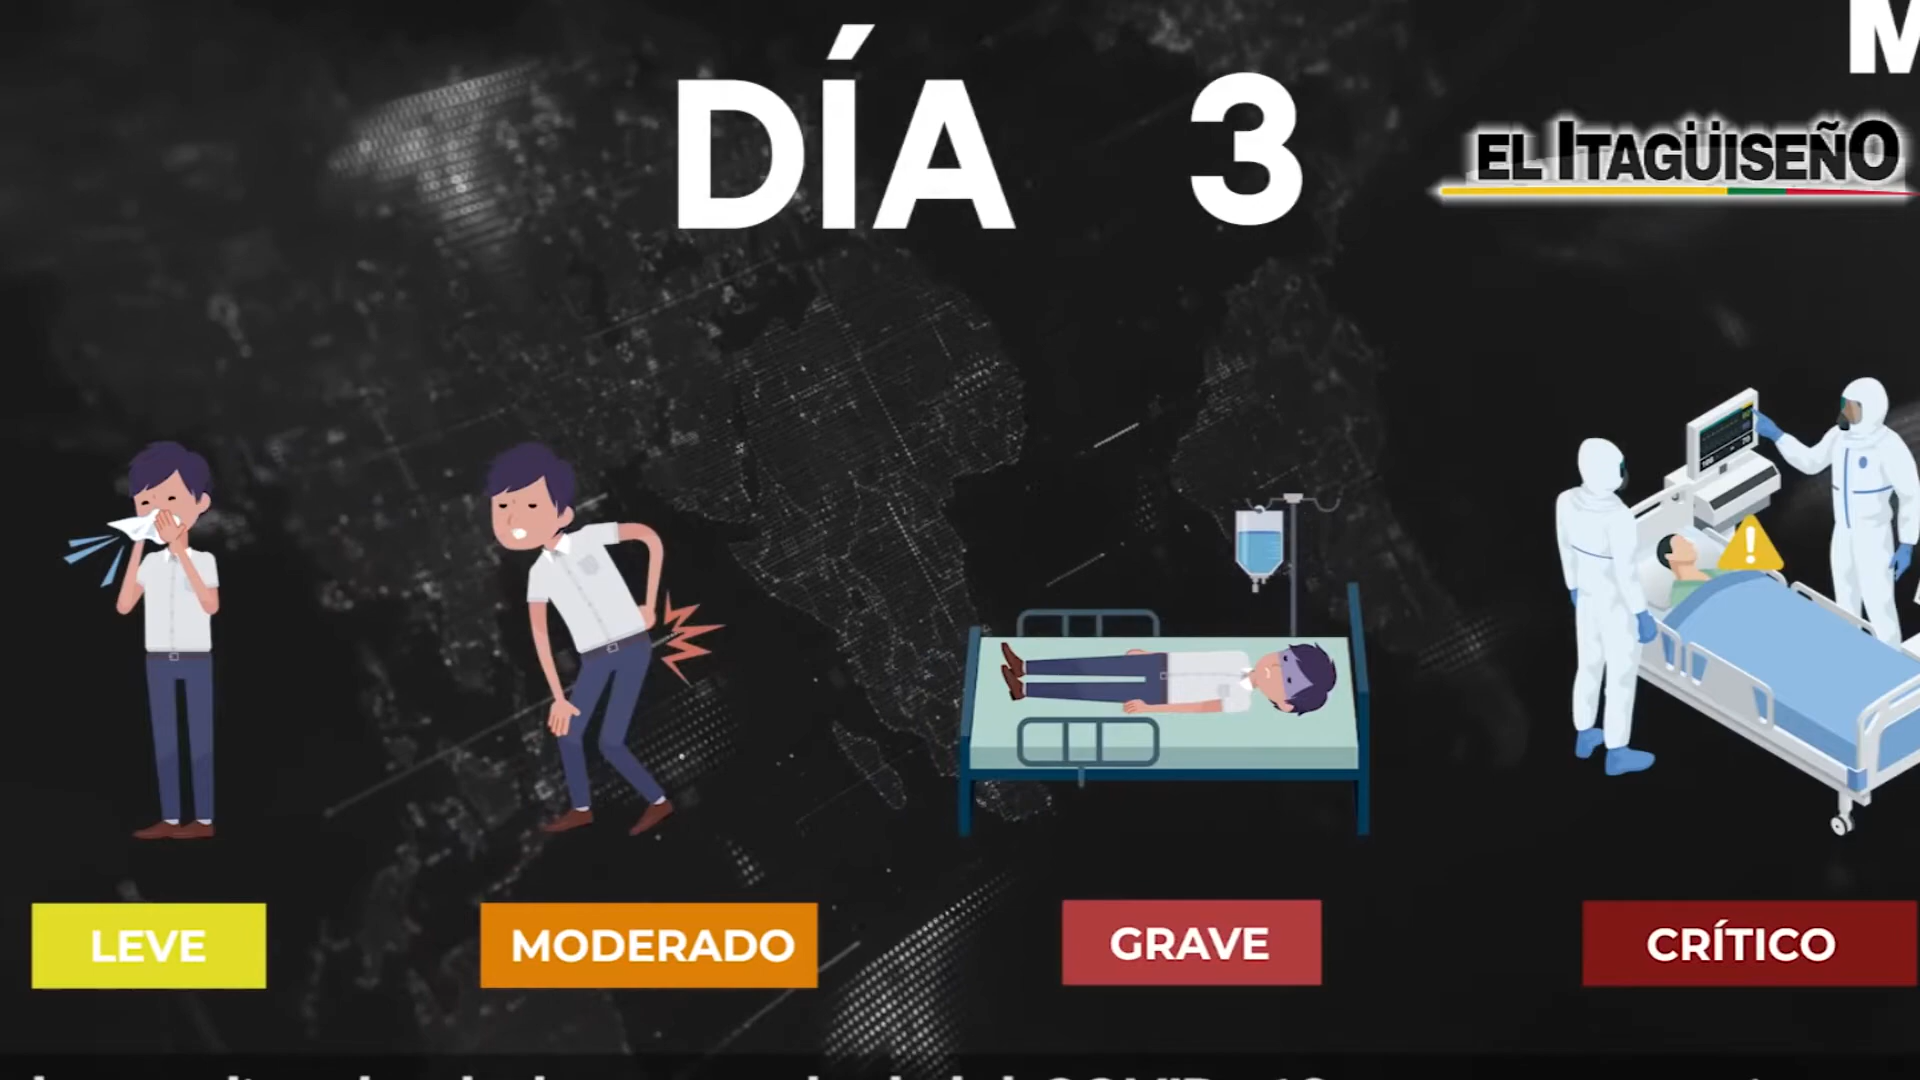 M
DÍA 3
EL ITAGÜISEÑO
LEVE
MODERADO
GRAVE
CRÍTICO